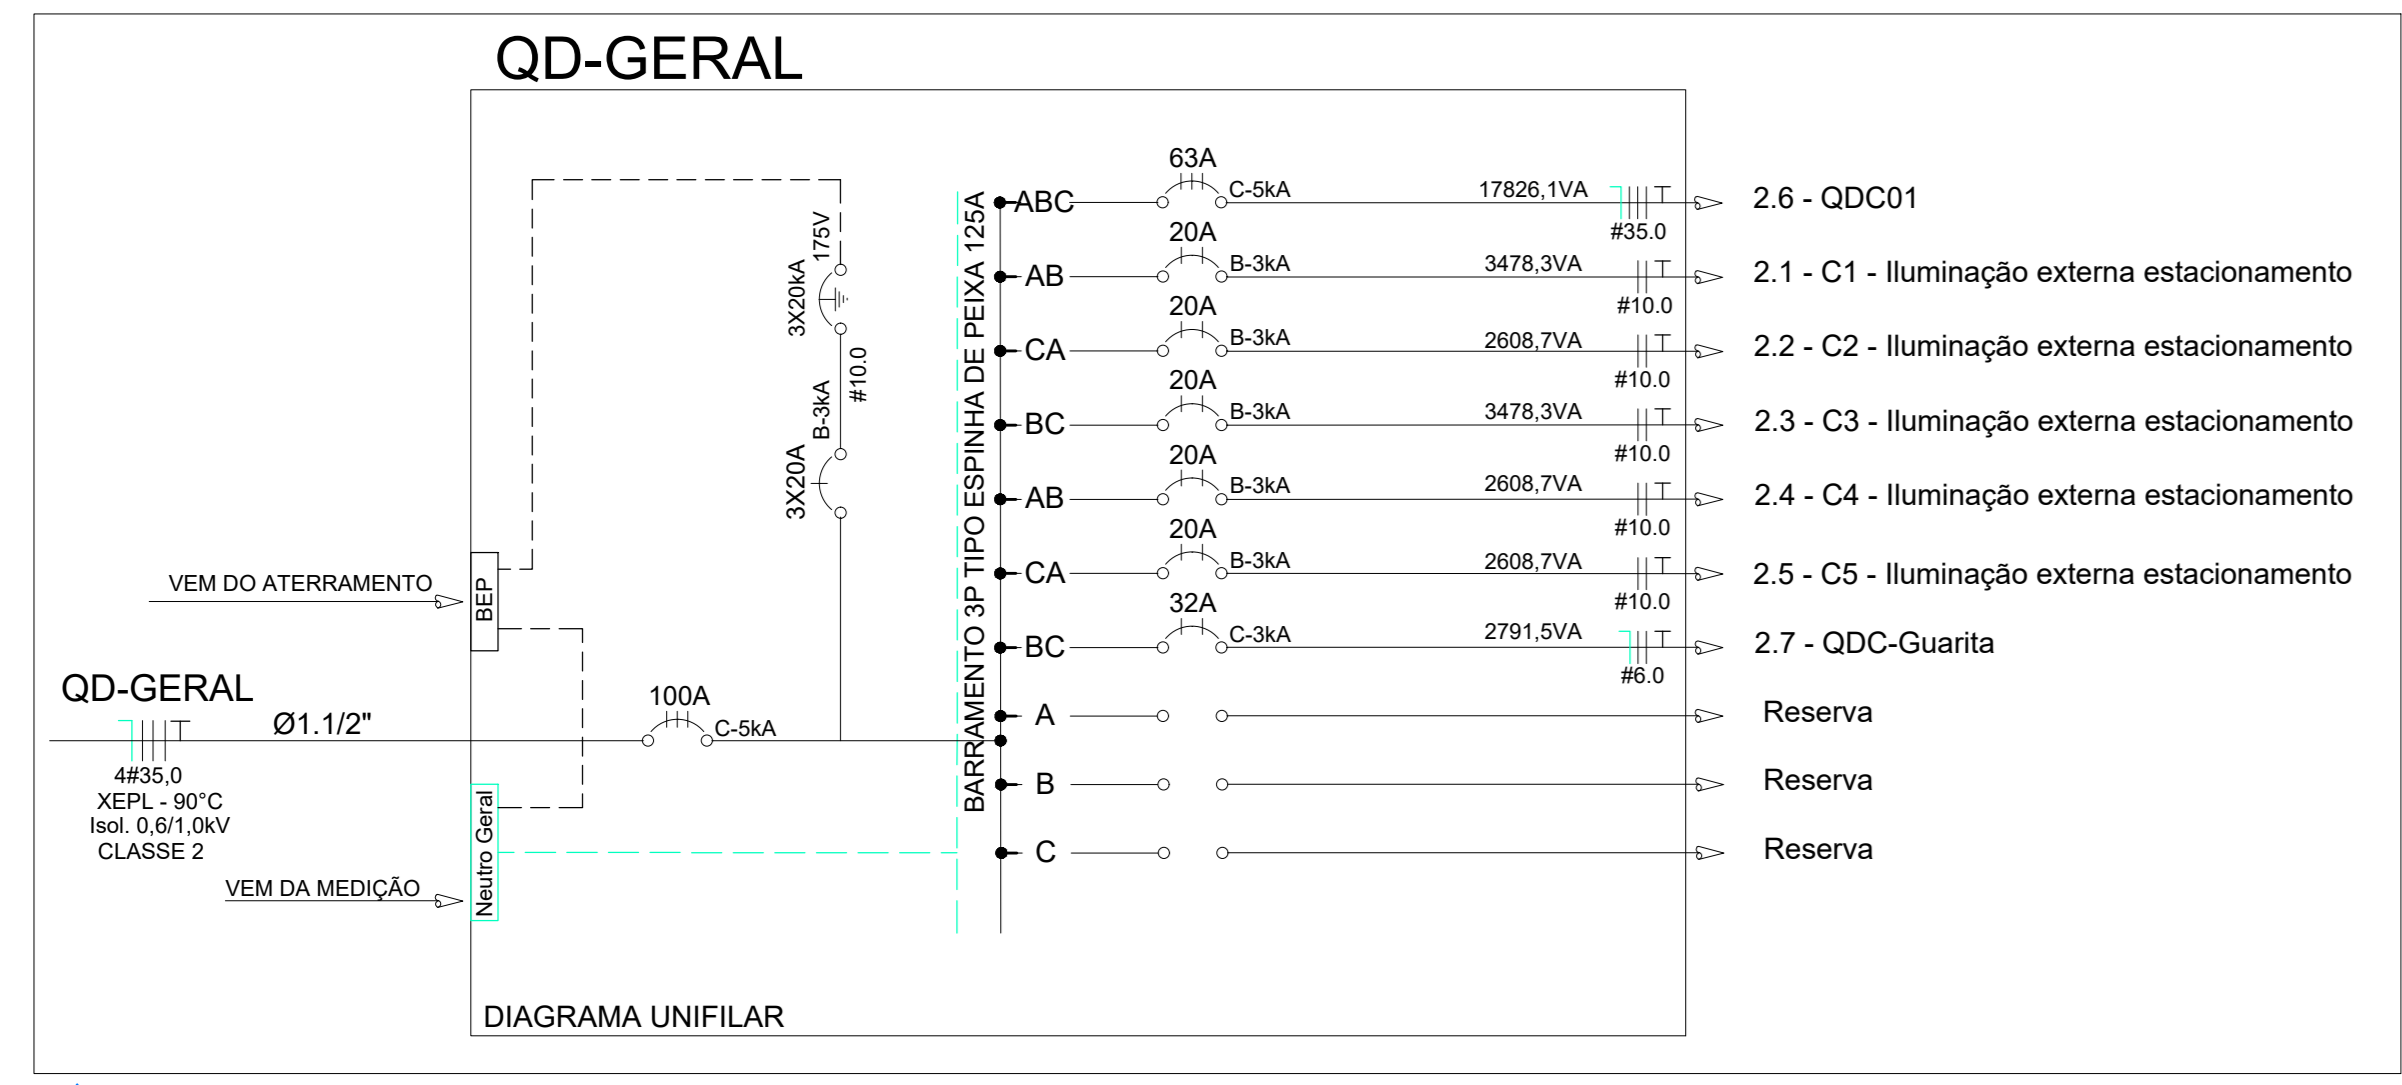 QD-GERAL
63A
ABC
C-5kA
17826,1VA
#35.0
2.6 - QDC01
20A
AB
B-3kA
3478,3VA
#10.0
2.1 - C1 - Iluminação externa estacionamento
20A
CA
B-3kA
2608,7VA
#10.0
2.2 - C2 - Iluminação externa estacionamento
20A
BC
B-3kA
3478,3VA
#10.0
2.3 - C3 - Iluminação externa estacionamento
20A
AB
B-3kA
2608,7VA
#10.0
2.4 - C4 - Iluminação externa estacionamento
20A
CA
B-3kA
2608,7VA
#10.0
2.5 - C5 - Iluminação externa estacionamento
32A
BC
C-3kA
2791,5VA
#6.0
2.7 - QDC-Guarita
A
Reserva
B
Reserva
C
Reserva
BARRAMENTO 3P TIPO ESPINHA DE PEIXA 125A
175V
3X20kA
#10.0
B-3kA
3X20A
VEM DO ATERRAMENTO
BEP
QD-GERAL
Ø1.1/2"
100A
C-5kA
4#35,0
XEPL - 90°C
Isol. 0,6/1,0kV
CLASSE 2
VEM DA MEDIÇÃO
Neutro Geral
DIAGRAMA UNIFILAR